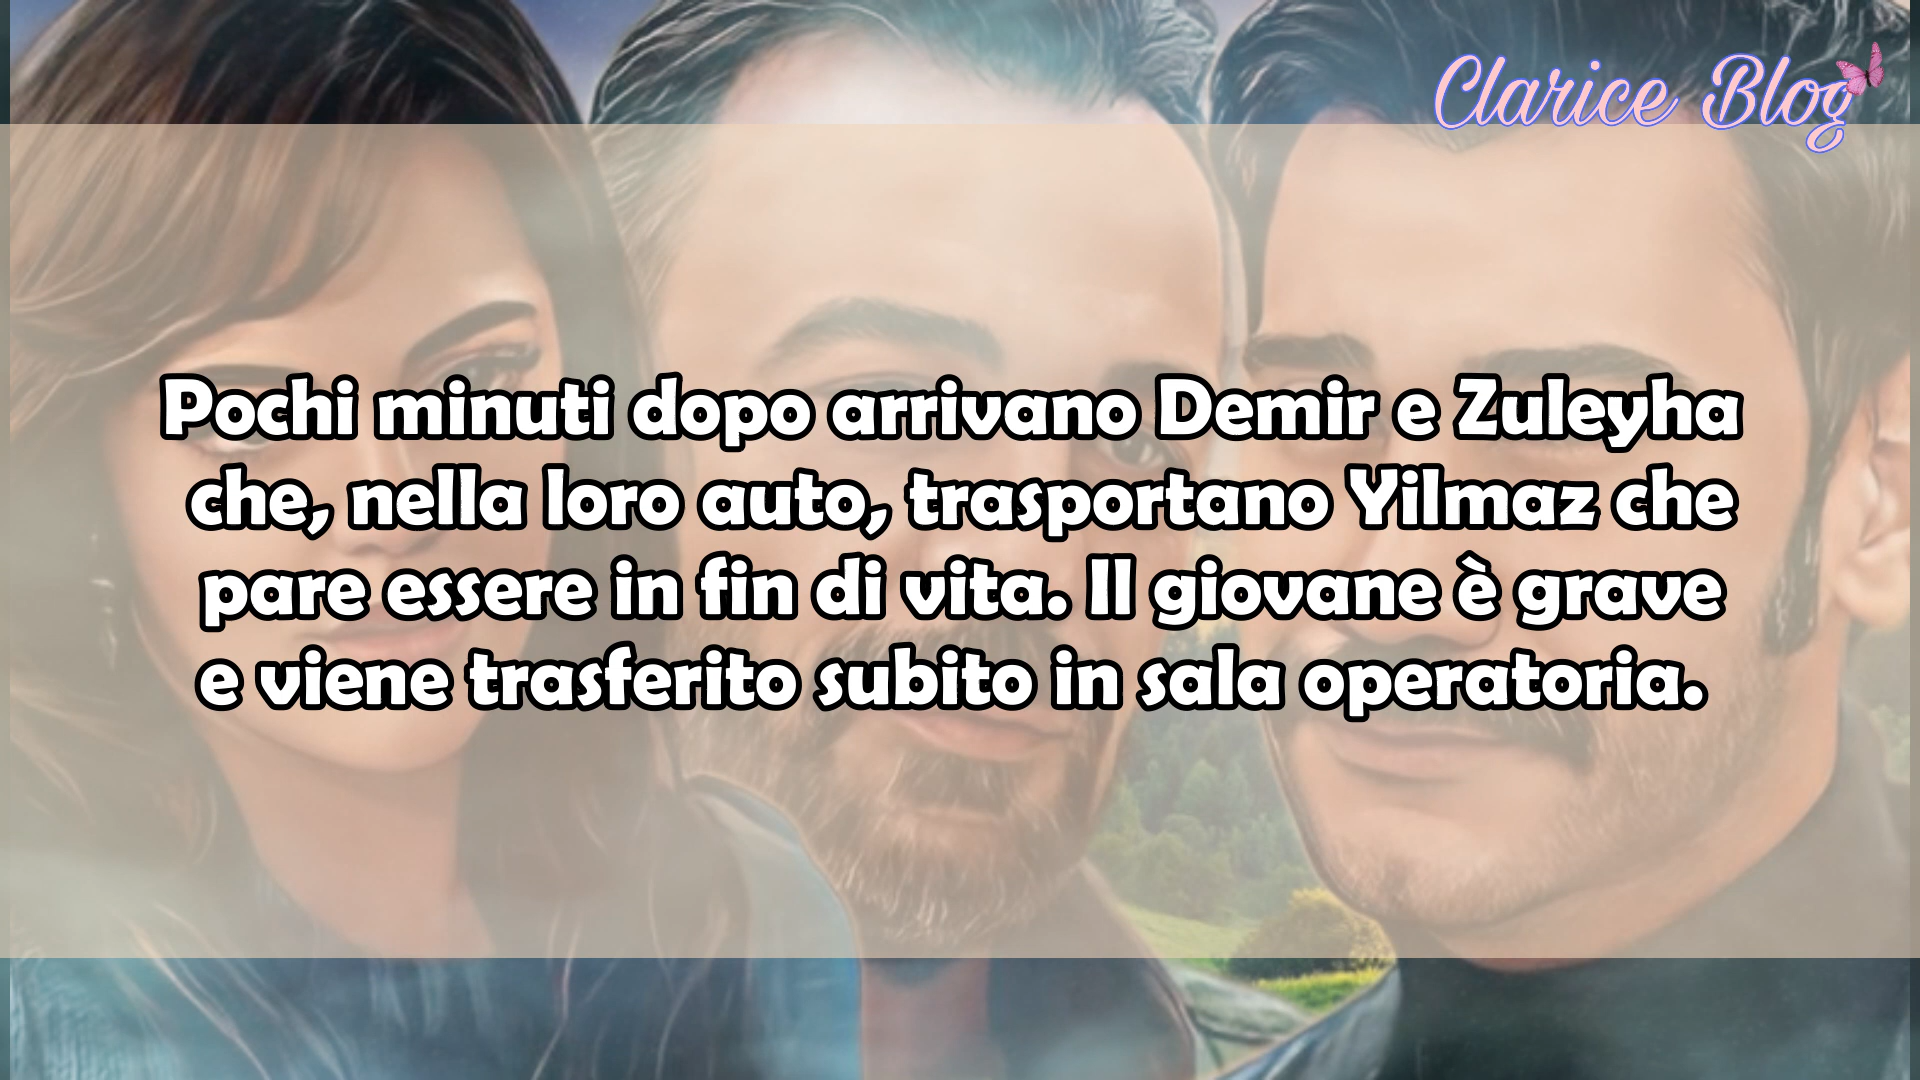 Clarice Blog
Pochi minuti dopo arrivano Demir e Zuleyha
che, nella loro auto, trasportano Yilmaz che
pare essere in fin di vita. Il giovane è grave
e viene trasferito subito in sala operatoria.